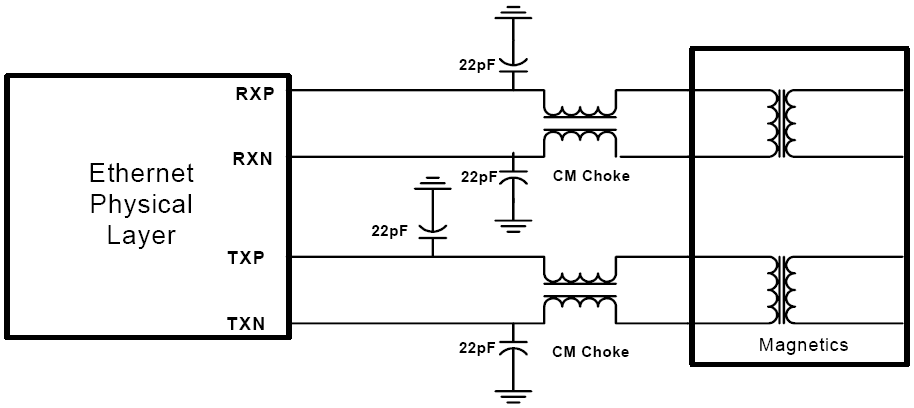 22pF
RXP
Ethernet
Physical
Layer
RXN
22pF
CM Choke
22pF
TXP
TXN
22pF
CM Choke
Magnetics